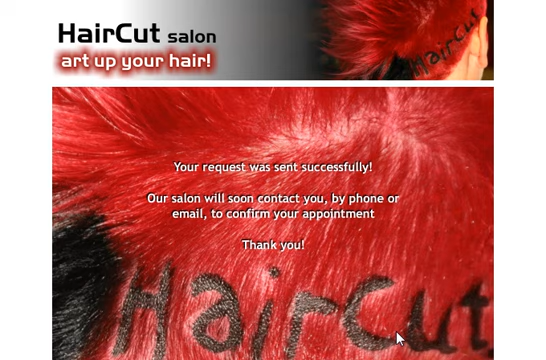 HairCut salon
art up your hair!
HairCut
Your request was sent successfully!
Our salon will soon contact you, by phone or
email, to confirm your appointment
Thank you!
HairCut